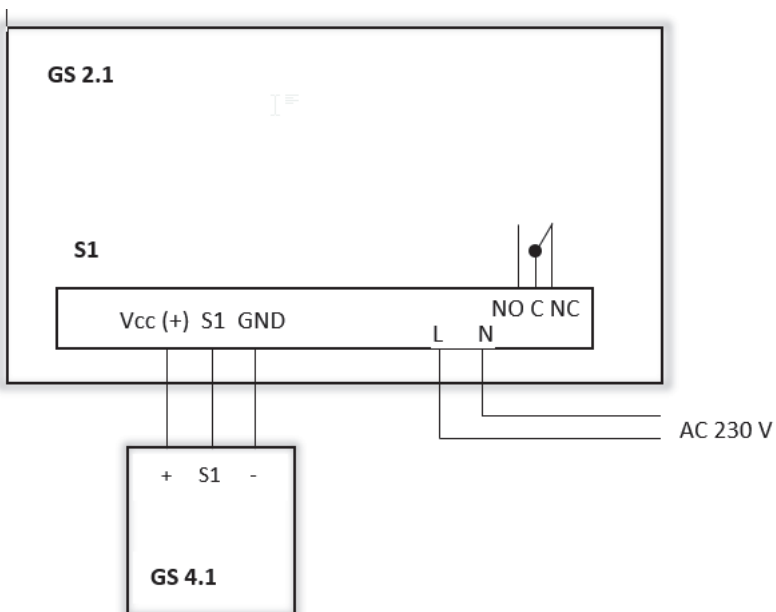 GS 2.1
S1
NO C NC
Vcc (+) S1 GND
L N
AC 230 V
+ S1 -
GS 4.1